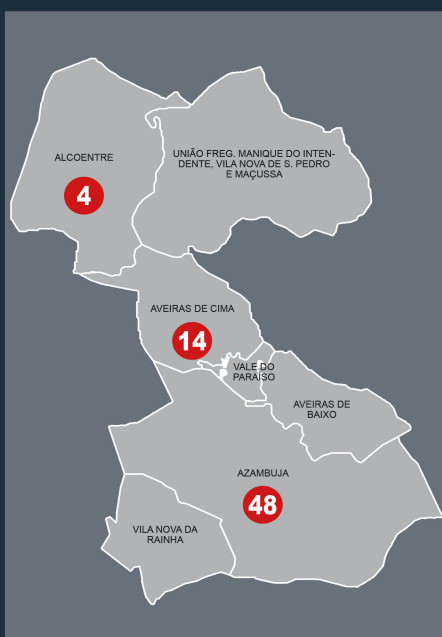 ALCOENTRE
4
UNIÃO FREG. MANIQUE DO INTEN-
DENTE, VILA NOVA DE S. PEDRO
E MAÇUSSA
AVEIRAS DE CIMA
14
VALE DO
PARAÍSO
AVEIRAS DE
BAIXO
AZAMBUJA
48
VILA NOVA DA
RAINHA